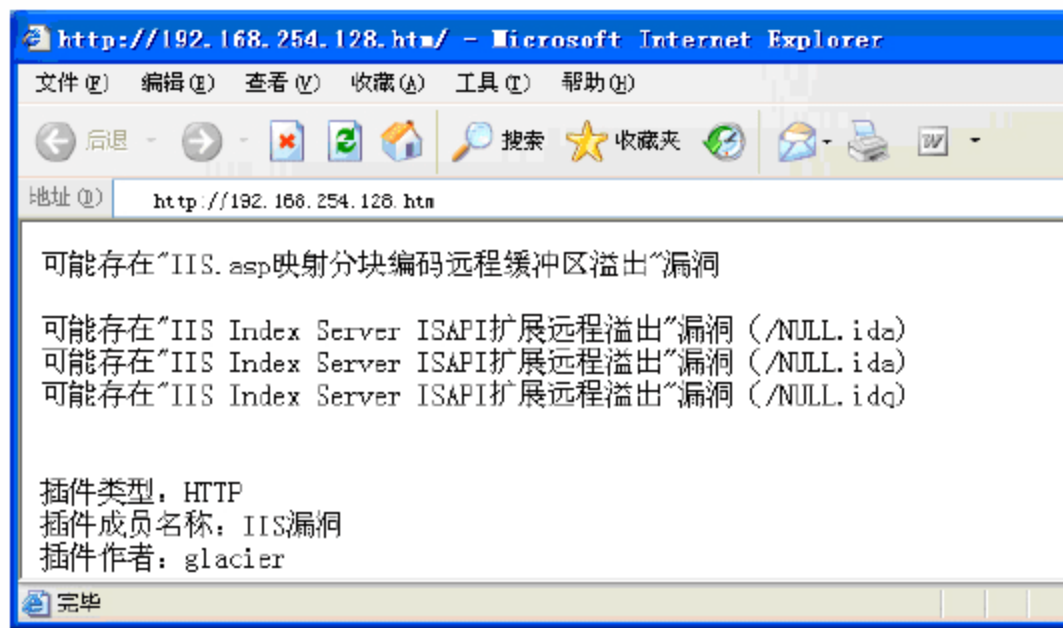 http://192.168.254.128.htm/ - Microsoft Internet Explorer
文件(F) 编辑(E) 查看(V) 收藏(A) 工具(T) 帮助(H)
后退 搜索 收藏夹
地址(D) http://192.168.254.128.htm
可能存在"IIS.asp映射分块编码远程缓冲区溢出"漏洞
可能存在"IIS Index Server ISAPI扩展远程溢出"漏洞（/NULL.ida）
可能存在"IIS Index Server ISAPI扩展远程溢出"漏洞（/NULL.ida）
可能存在"IIS Index Server ISAPI扩展远程溢出"漏洞（/NULL.idq）
插件类型：HTTP
插件成员名称：IIS漏洞
插件作者：glacier
完毕